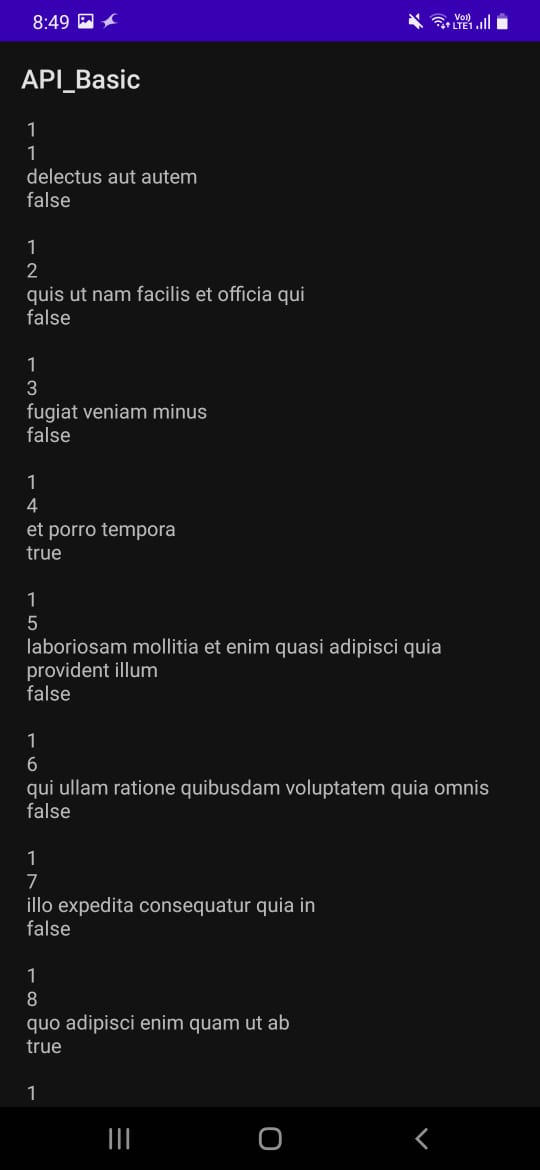 8:49 Vo)) LTE1
API_Basic
1
1
delectus aut autem
false
1
2
quis ut nam facilis et officia qui
false
1
3
fugiat veniam minus
false
1
4
et porro tempora
true
1
5
laboriosam mollitia et enim quasi adipisci quia
provident illum
false
1
6
qui ullam ratione quibusdam voluptatem quia omnis
false
1
7
illo expedita consequatur quia in
false
1
8
quo adipisci enim quam ut ab
true
1